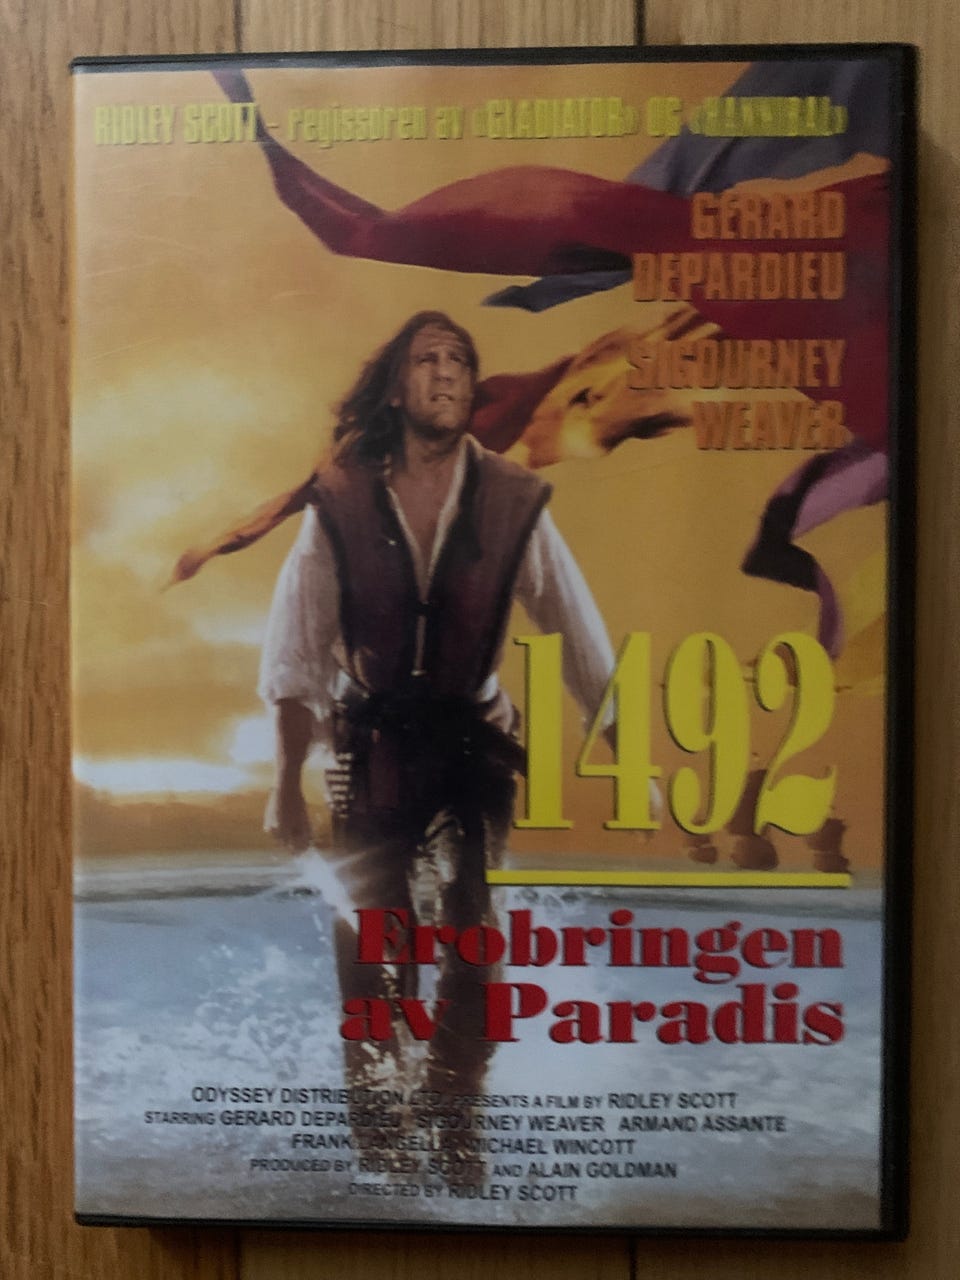 RIDLEY SCOTT - regissøren av «GLADIATOR» OG «HANNIBAL»
GERARD
DEPARDIEU
SIGOURNEY
WEAVER
1492
Erobringen
av Paradis
ODYSSEY DISTRIBUTION LTD. PRESENTS A FILM BY RIDLEY SCOTT
STARRING GERARD DEPARDIEU SIGOURNEY WEAVER ARMAND ASSANTE
FRANK LANGELLA MICHAEL WINCOTT
PRODUCED BY RIDLEY SCOTT AND ALAIN GOLDMAN
DIRECTED BY RIDLEY SCOTT